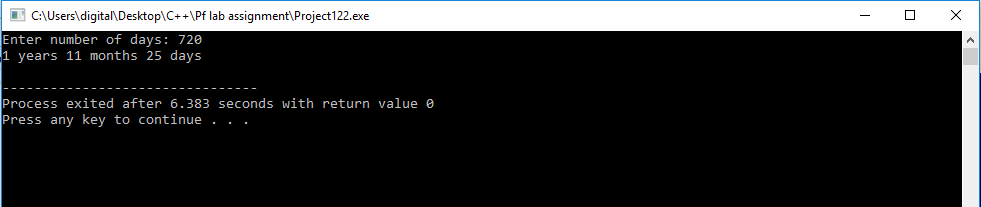 C:\Users\digital\Desktop\C++\Pf lab assignment\Project122.exe
Enter number of days: 720
1 years 11 months 25 days
--------------------------------
Process exited after 6.383 seconds with return value 0
Press any key to continue . . .